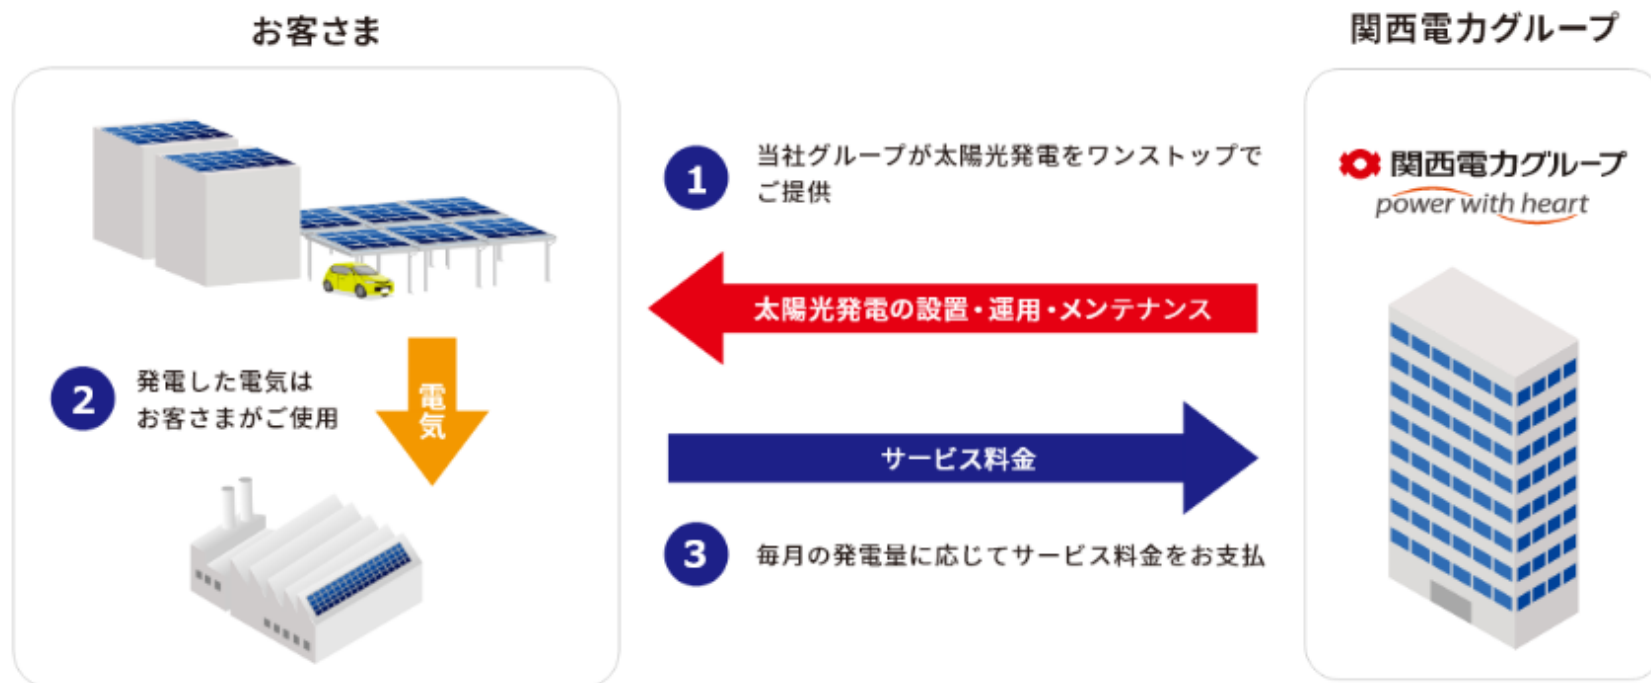 お客さま
関西電力グループ
1
当社グループが太陽光発電をワンストップで
ご提供
関西電力グループ
power with heart
太陽光発電の設置・運用・メンテナンス
2
発電した電気は
お客さまがご使用
電気
サービス料金
3
毎月の発電量に応じてサービス料金をお支払